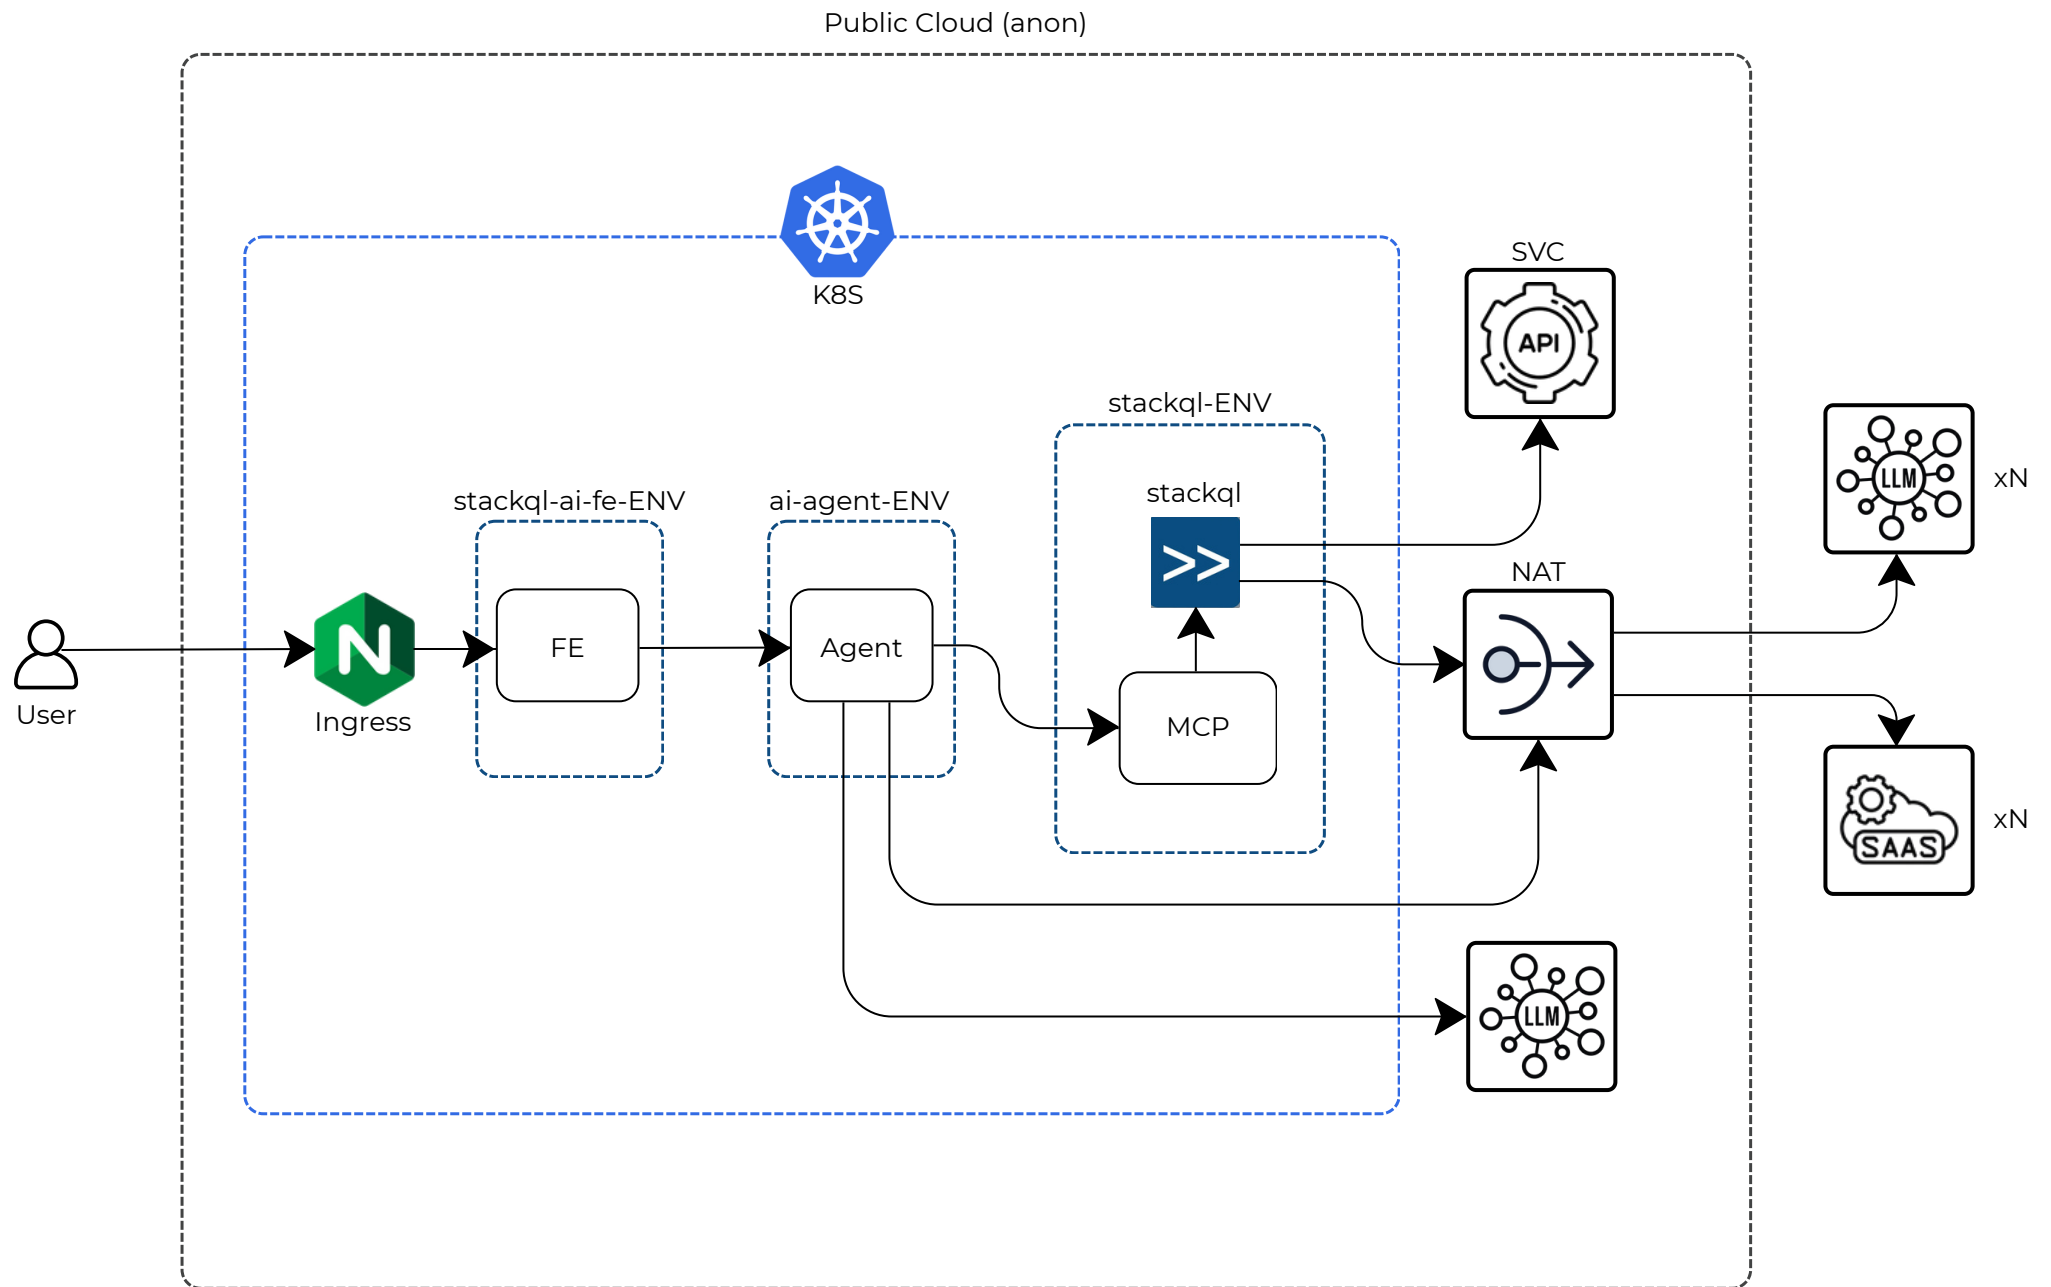 Public Cloud (anon)
K8S
SVC
API
stackql-ENV
LLM
xN
stackql-ai-fe-ENV
ai-agent-ENV
stackql
>>
NAT
N
FE
Agent
User
Ingress
MCP
SAAS
xN
LLM